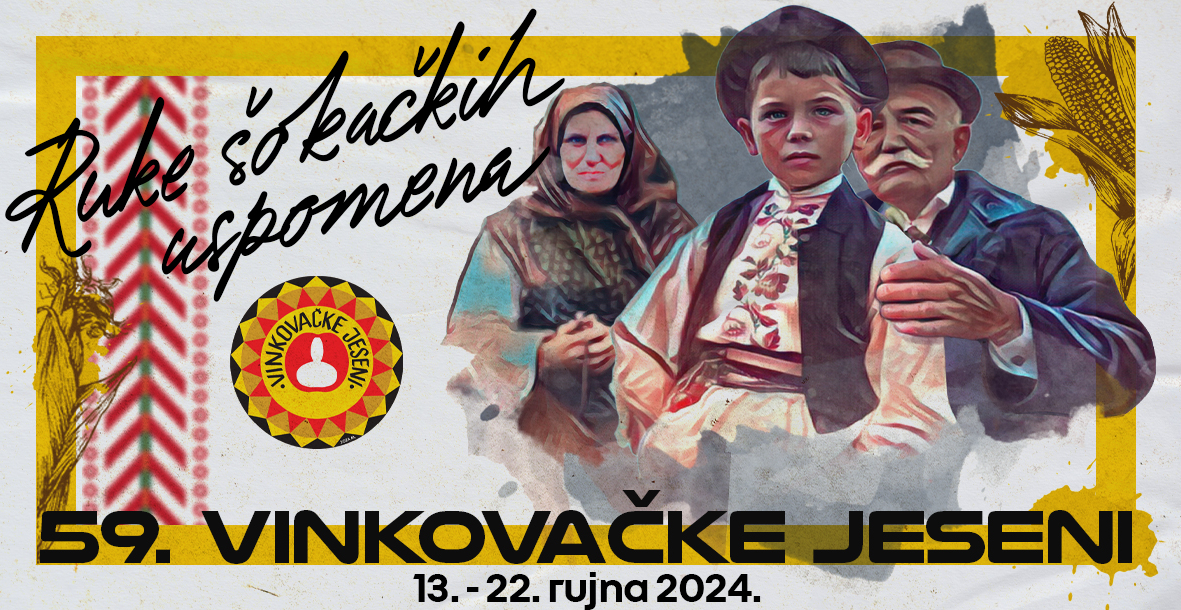 Ruke šokačkih
uspomena
·VINKOVAČKE JESENI·
59. VINKOVAČKE JESENI
13. - 22. rujna 2024.